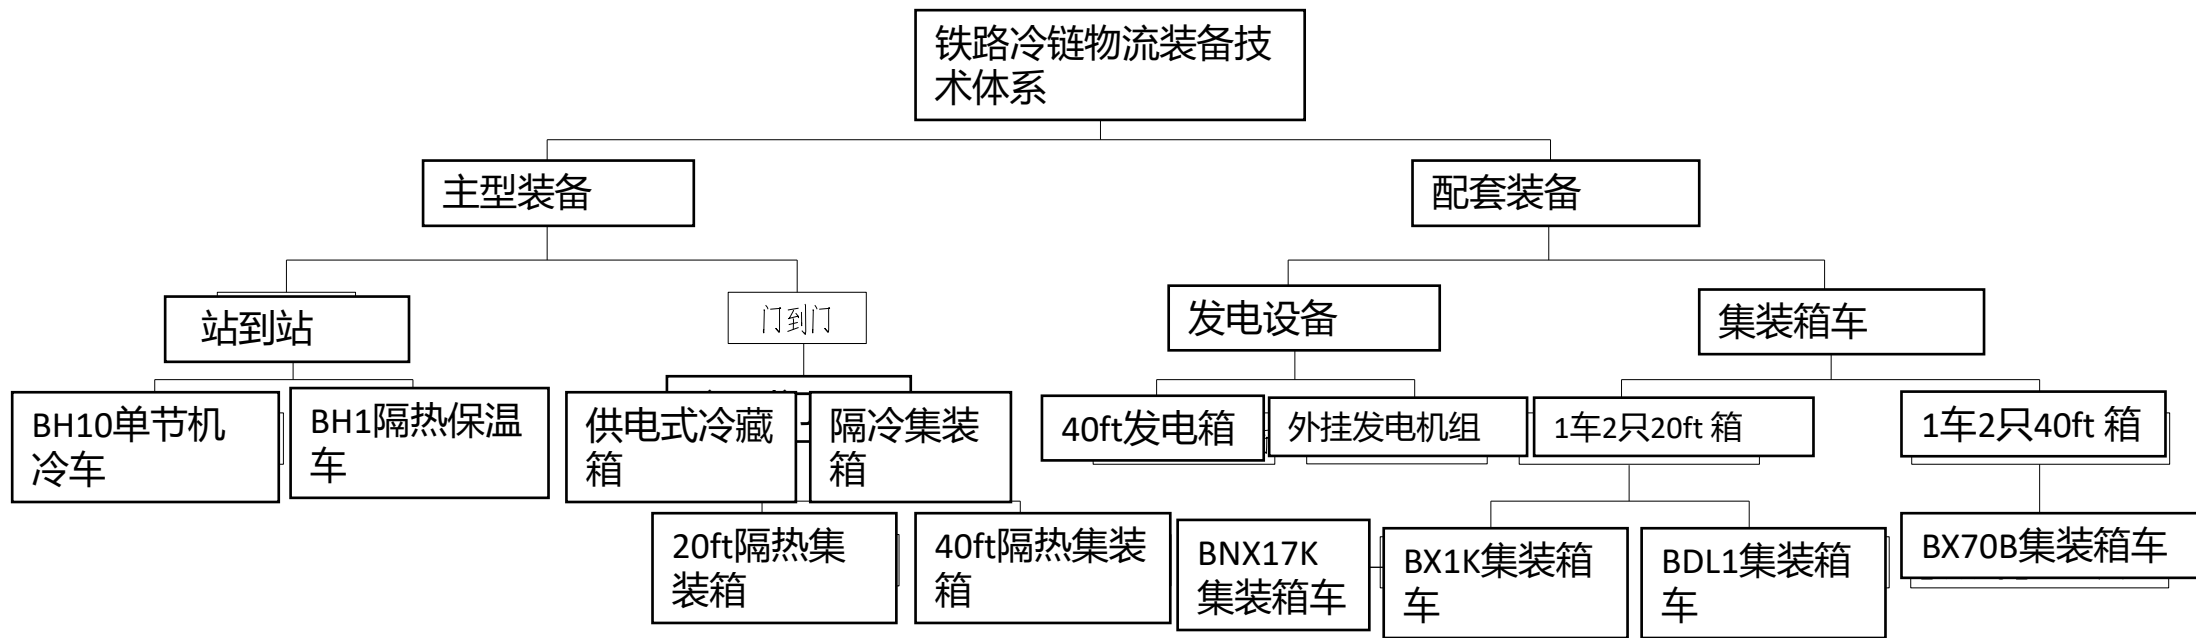 铁路冷链物流装备技
术体系
主型装备
配套装备
站到站
门到门
发电设备
集装箱车
BH10单节机
冷车
BH1隔热保温
车
供电式冷藏
箱
隔冷集装
箱
40ft发电箱
外挂发电机组
1车2只20ft 箱
1车2只40ft 箱
20ft隔热集
装箱
40ft隔热集装
箱
BNX17K
集装箱车
BX1K集装箱
车
BDL1集装箱
车
BX70B集装箱车